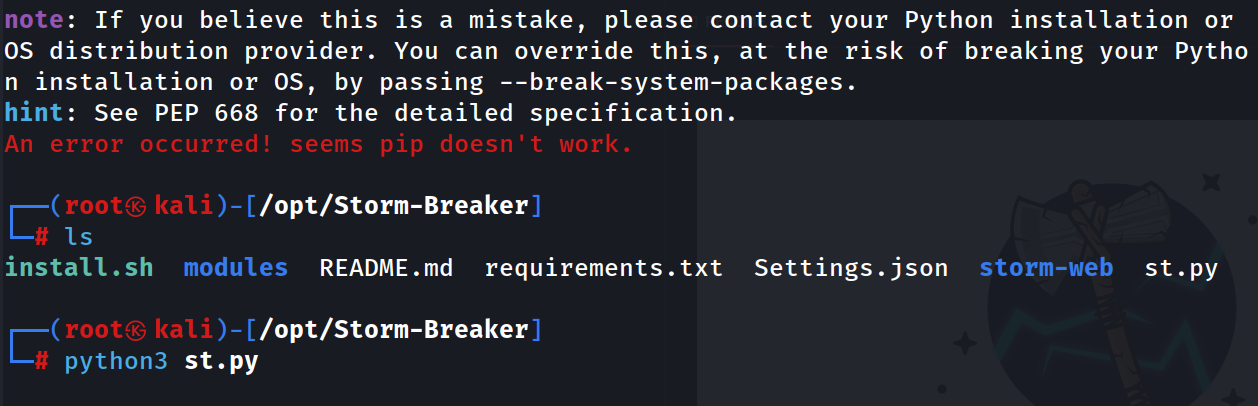 note: If you believe this is a mistake, please contact your Python installation or
OS distribution provider. You can override this, at the risk of breaking your Pytho
n installation or OS, by passing --break-system-packages.
hint: See PEP 668 for the detailed specification.
An error occurred! seems pip doesn't work.
┌──(root㉿kali)-[/opt/Storm-Breaker]
└─# ls
install.sh  modules  README.md  requirements.txt  Settings.json  storm-web  st.py
┌──(root㉿kali)-[/opt/Storm-Breaker]
└─# python3 st.py